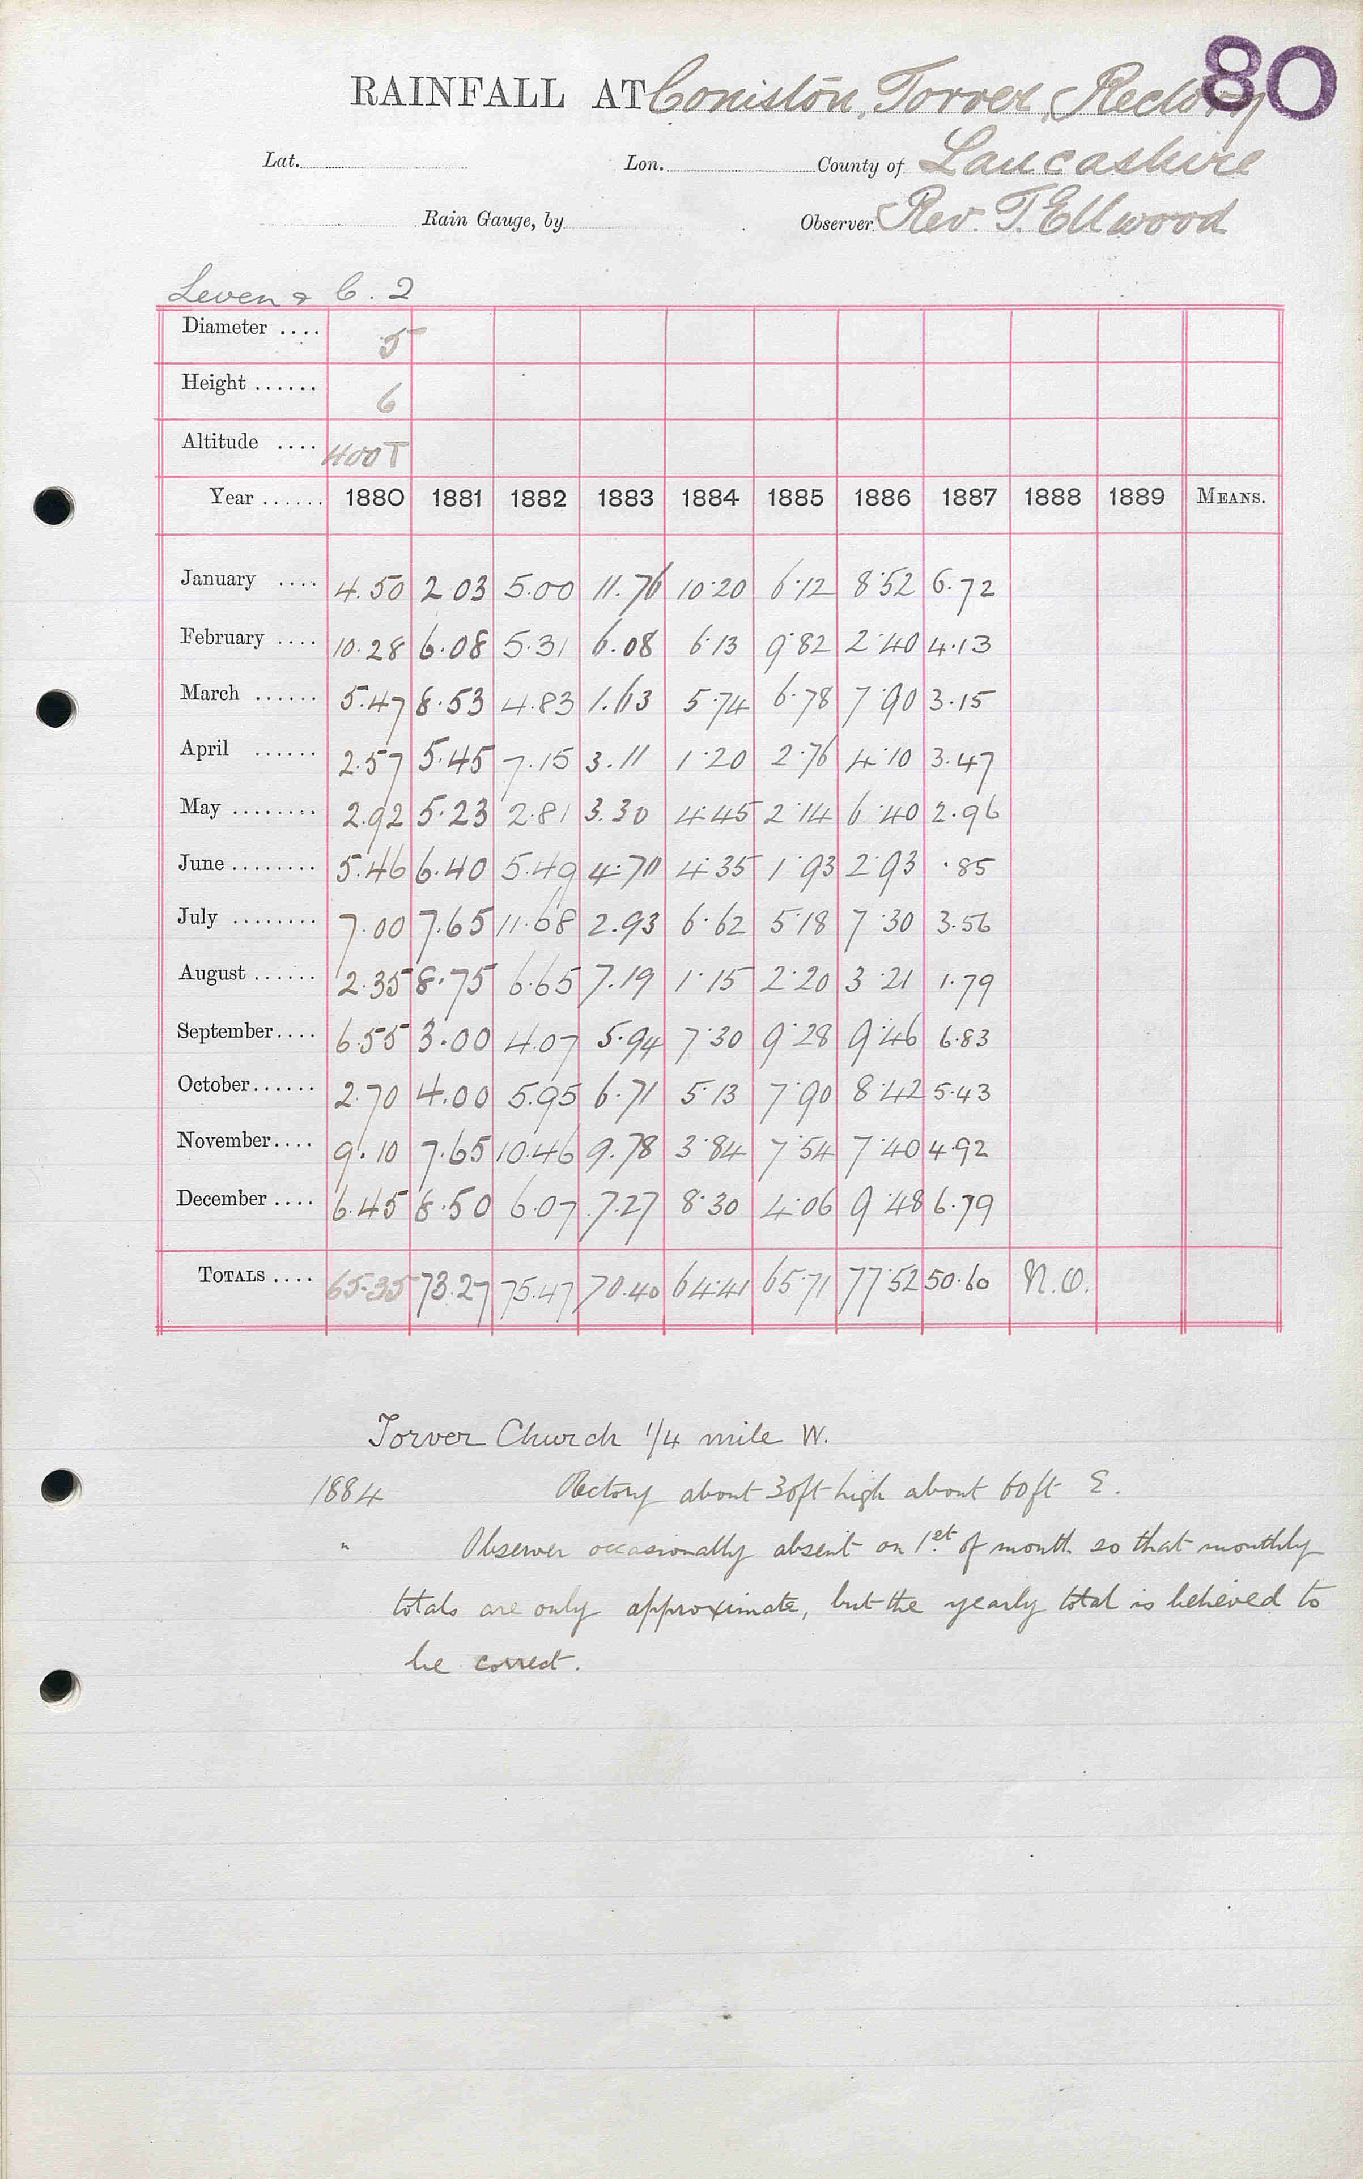 80
RAINFALL AT Coniston, Torver, Rectory
Lat. Lon. County of Lancashire
Rain Gauge, by Observer Rev. T. Ellwood
Leven & C. 2
Diameter .... 5
Height ...... 6
Altitude .... 400 T
Year ...... 1880 1881 1882 1883 1884 1885 1886 1887 1888 1889 MEANS.
January .... 4.50 2 03 5.00 11.76 10.20 6.12 8.52 6.72
February .... 10.28 6.08 5.31 6.08 6.13 9.82 2.40 4.13
March ...... 5.47 8.53 4.83 1.63 5.74 6.78 7.90 3.15
April ...... 2.57 5.45 7.15 3.11 1.20 2.76 4.10 3.47
May ........ 2.92 5.23 2.81 3.30 4.45 2.14 6.40 2.96
June ........ 5.46 6.40 5.49 4.70 4.35 1.93 2.93 .85
July ........ 7.00 7.65 11.68 2.93 6.62 5.18 7.30 3.56
August ...... 2.35 8.75 6.65 7.19 1.15 2.20 3.21 1.79
September .... 6.55 3.00 4.07 5.94 7.30 9.28 9.46 6.83
October ...... 2.70 4.00 5.95 6.71 5.13 7.90 8.42 5.43
November .... 9.10 7.65 10.46 9.78 3.84 7.54 7.40 4.92
December .... 6.45 8.50 6.07 7.27 8.30 4.06 9.48 6.79
TOTALS .... 65.35 73.27 75.47 70.40 64.41 65.71 77.52 50.60 N.O.
Torver Church 1/4 mile W.
1884 Rectory about 30ft high about 60ft E.
" Observer occasionally absent on 1st of month so that monthly
totals are only approximate, but the yearly total is believed to
be correct.